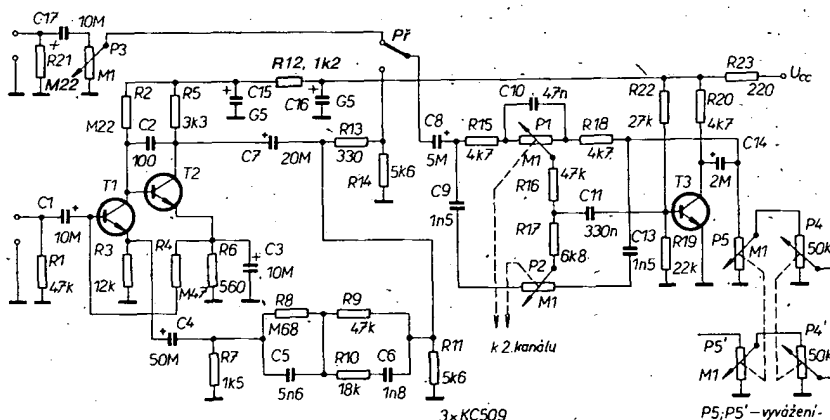 C17 10M
P3
R21
M22
M1
Př
R12, 1k2
C15
G5
C16
G5
R23
220
Ucc
R2
M22
R5
3k3
C2
100
C7
20M
R13
330
R14
5k6
C8
5M
R15
4k7
C10 47n
P1
M1
R18
4k7
R22
27k
R20
4k7
C14
2M
T1
T2
C1
10M
R1
47k
R3
12k
R4
M47
R6
560
C3
10M
C9
1n5
R16
47k
C11
330n
R17
6k8
P2
M1
C13
1n5
T3
R19
22k
P5
M1
P4
50k
C4
50M
R7
1k5
R8
M68
R9
47k
C5
5n6
R10
18k
C6
1n8
R11
5k6
k 2. kanálu
P5'
M1
P4'
50k
3× KC509
P5; P5' – vyvážení